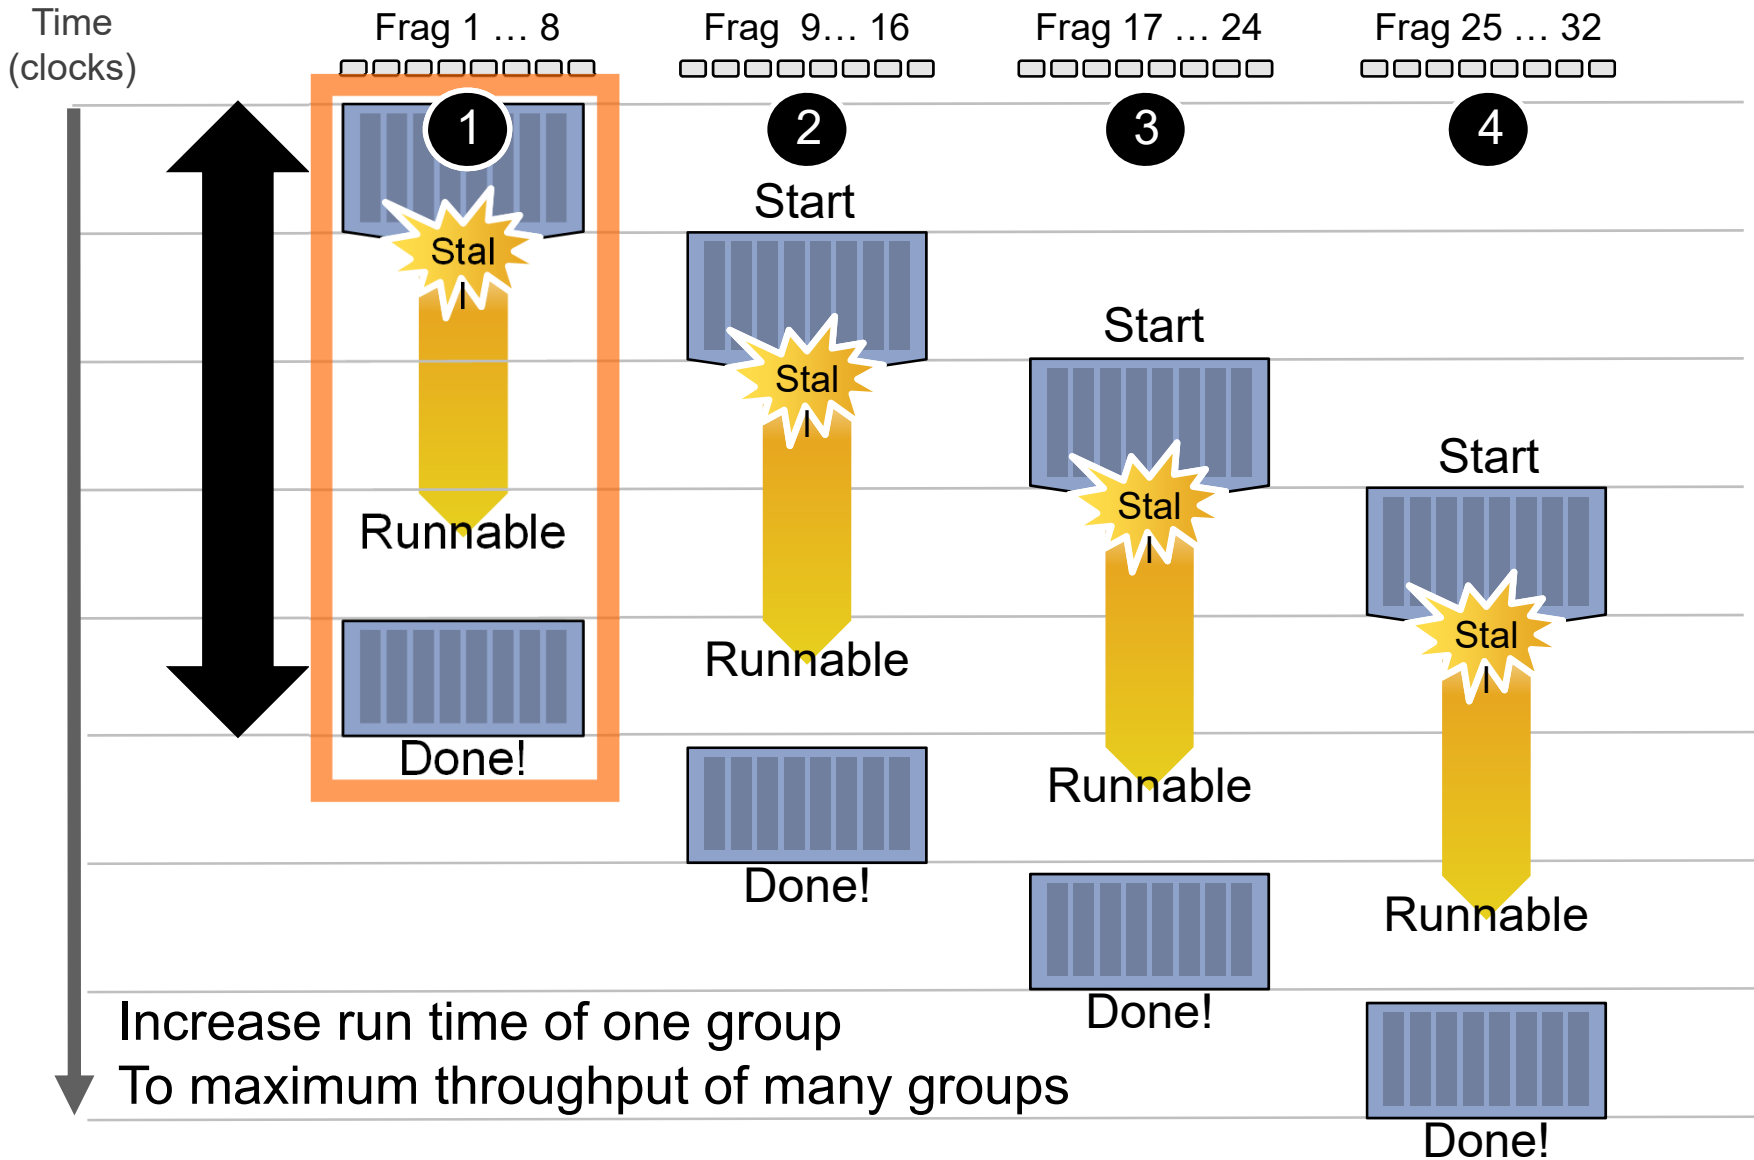 Time
(clocks)
Frag 1 … 8
Frag  9… 16
Frag 17 … 24
Frag 25 … 32
1
2
3
4
Start
Stal
l
Start
Stal
l
Start
Stal
l
Runnable
Stal
l
Runnable
Done!
Runnable
Done!
Runnable
Done!
Increase run time of one group
To maximum throughput of many groups
Done!